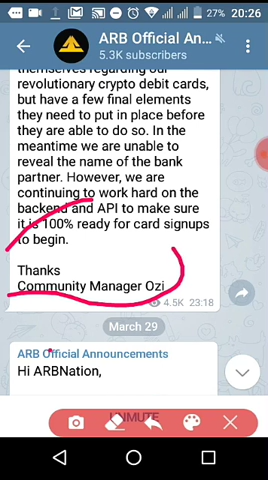 27% 20:26
ARB Official An...
5.3K subscribers
themselves regarding our
revolutionary crypto debit cards,
but have a few final elements
they need to put in place before
they are able to do so. In the
meantime we are unable to
reveal the name of the bank
partner. However, we are
continuing to work hard on the
backend and API to make sure
it is 100% ready for card signups
to begin.
Thanks
Community Manager Ozi
4.5K 23:18
March 29
ARB Official Announcements
Hi ARBNation,
UNMUTE